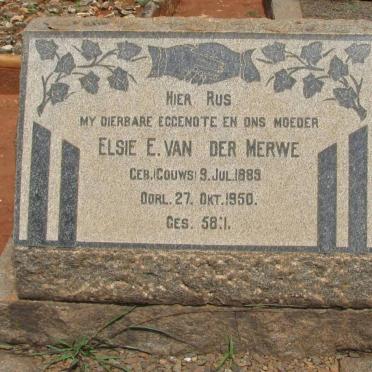 HIER RUS
MY DIERBARE EGGENOTE EN ONS MOEDER
ELSIE E. VAN DER MERWE
GEB. (GOUWS) 9. JUL. 1889
OORL. 27. OKT. 1950.
GES. 58:1.